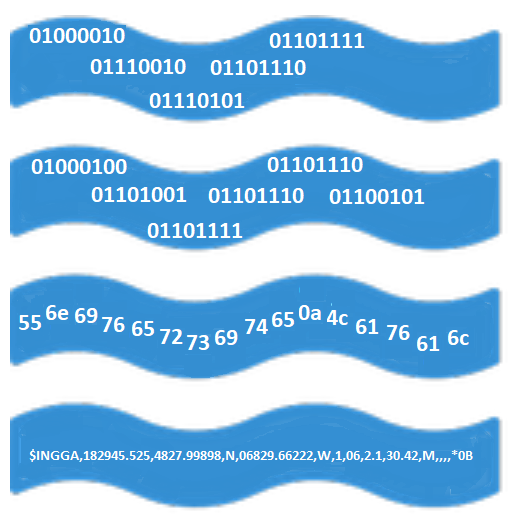 01000010 01110010 01110101 01101110 01101111
01000100 01101001 01101111 01101110 01101110 01100101
55 6e 69 76 65 72 73 69 74 65 0a 4c 61 76 61 6c
$INGGA,182945.525,4827.99898,N,06829.66222,W,1,06,2.1,30.42,M,,,,*0B